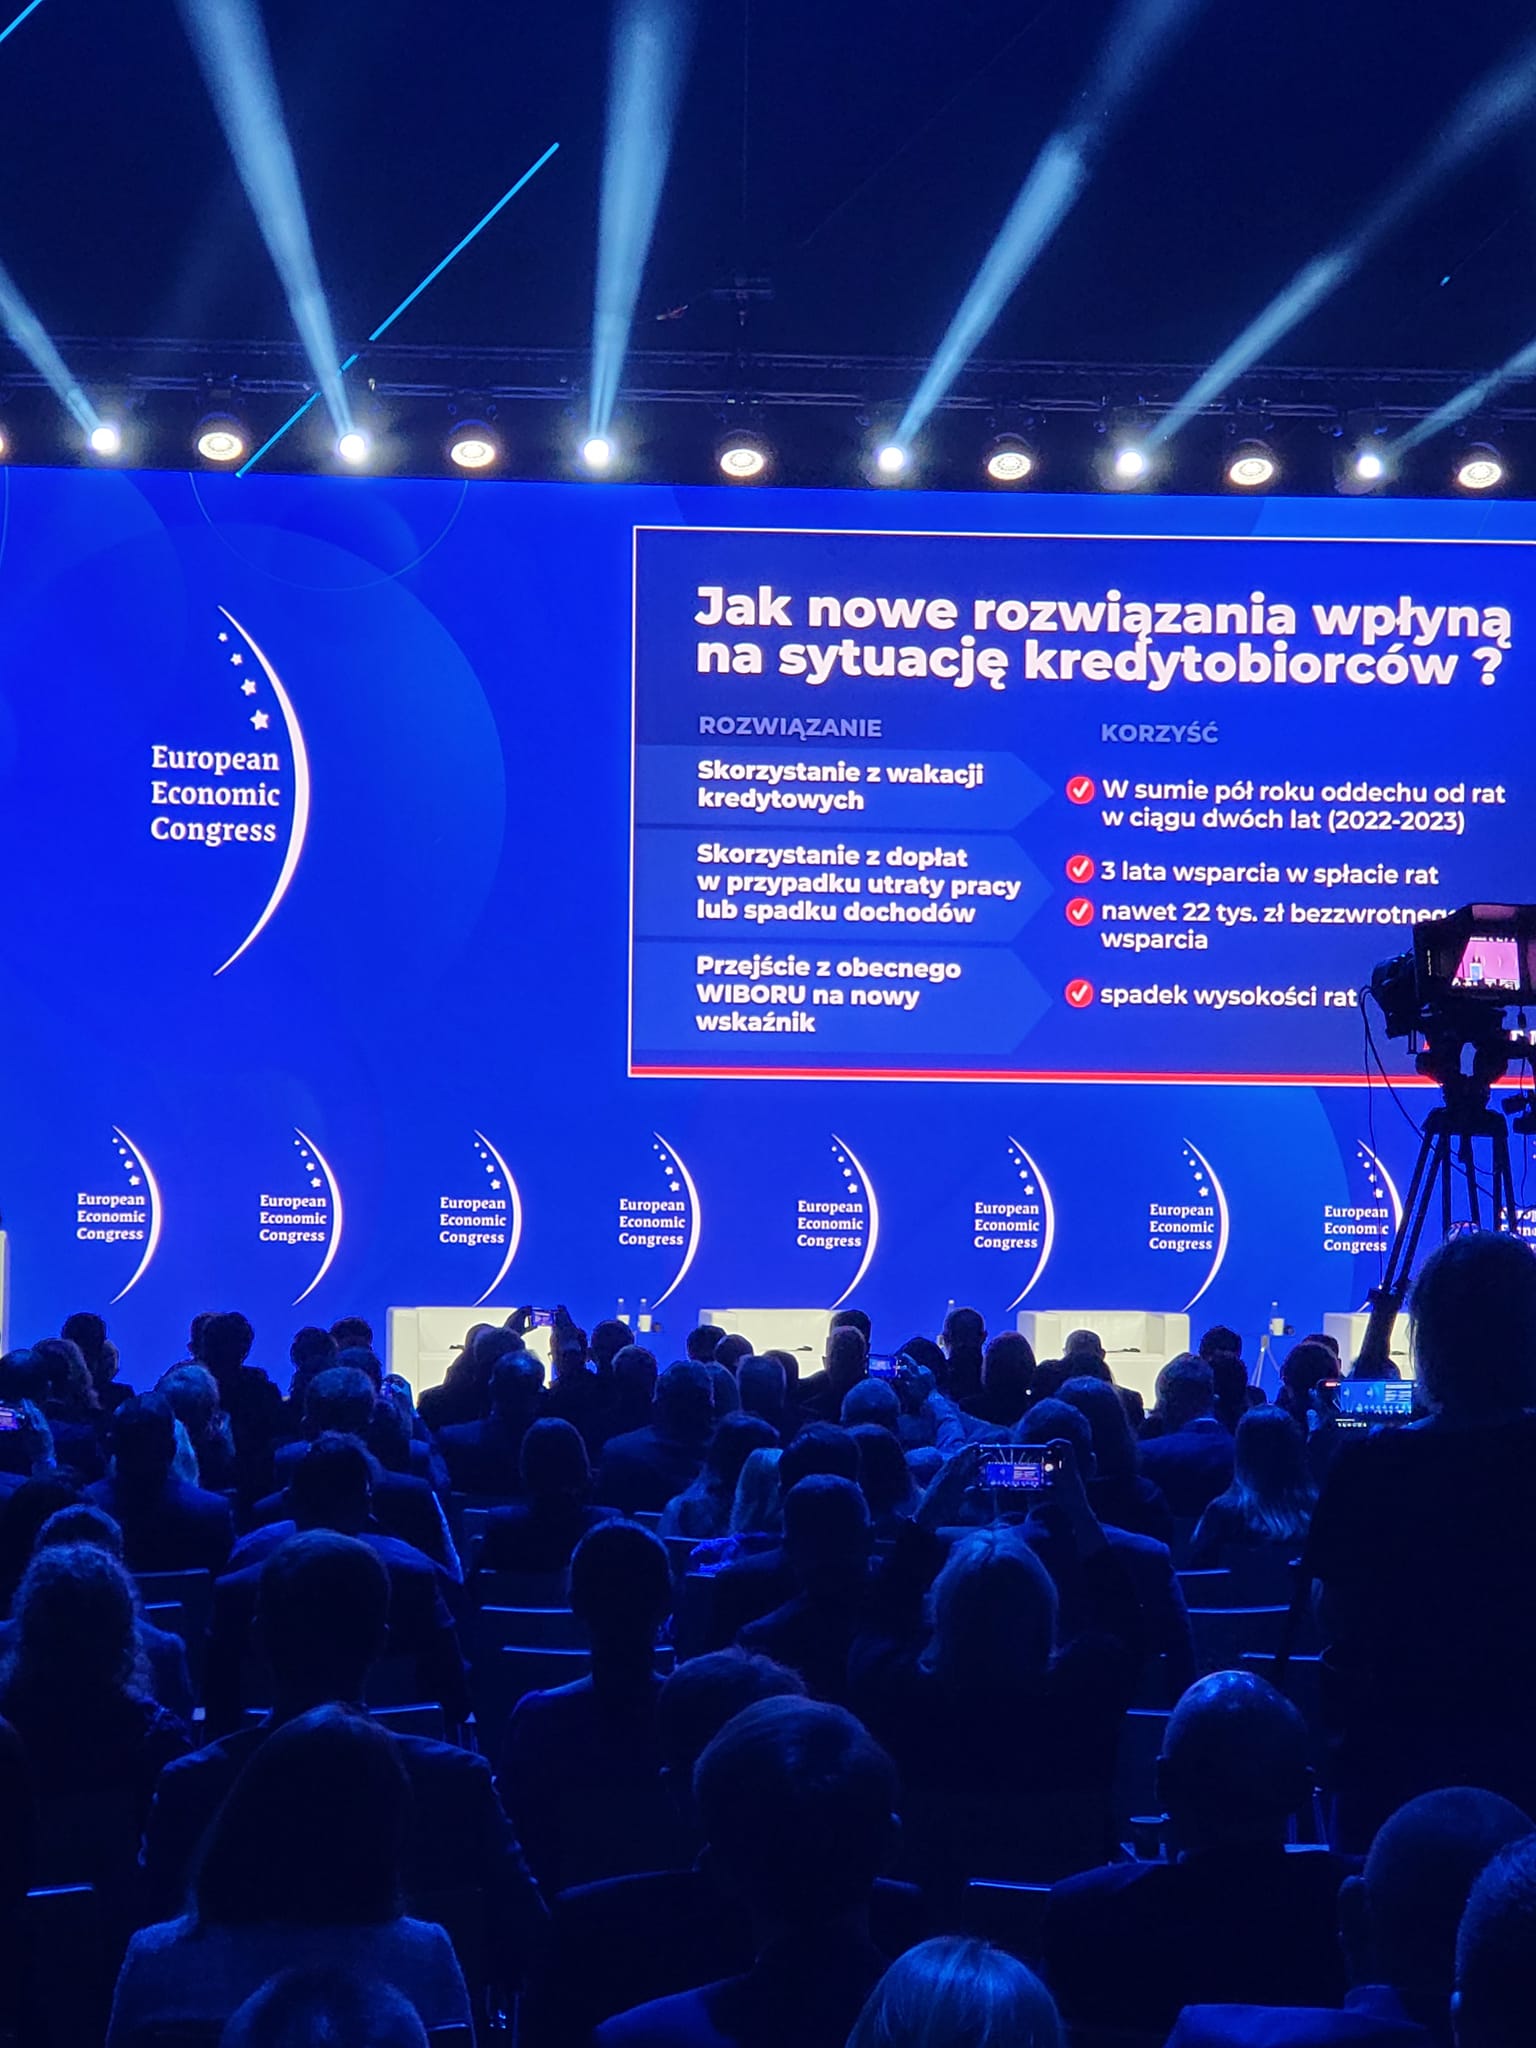 Jak nowe rozwiązania wpłyną
na sytuację kredytobiorców ?
ROZWIĄZANIE
KORZYŚĆ
Skorzystanie z wakacji
kredytowych
W sumie pół roku oddechu od rat
w ciągu dwóch lat (2022-2023)
Skorzystanie z dopłat
w przypadku utraty pracy
lub spadku dochodów
3 lata wsparcia w spłacie rat
nawet 22 tys. zł
wsparcia
Przejście z obecnego
WIBORU na nowy
wskaźnik
spadek wysokości rat
European
Economic
Congress
European
Economic
Congress
European
Economic
Congress
European
Economic
Congress
European
Economic
Congress
European
Economic
Congress
European
Economic
Congress
European
Economic
Congress
European
Economic
Congress